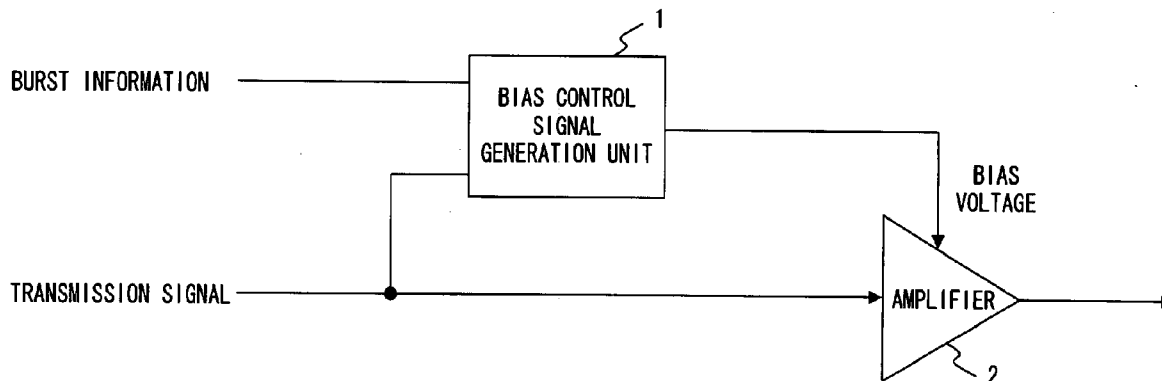 1
BURST INFORMATION
BIAS CONTROL
SIGNAL
GENERATION UNIT
BIAS
VOLTAGE
TRANSMISSION SIGNAL
AMPLIFIER
2